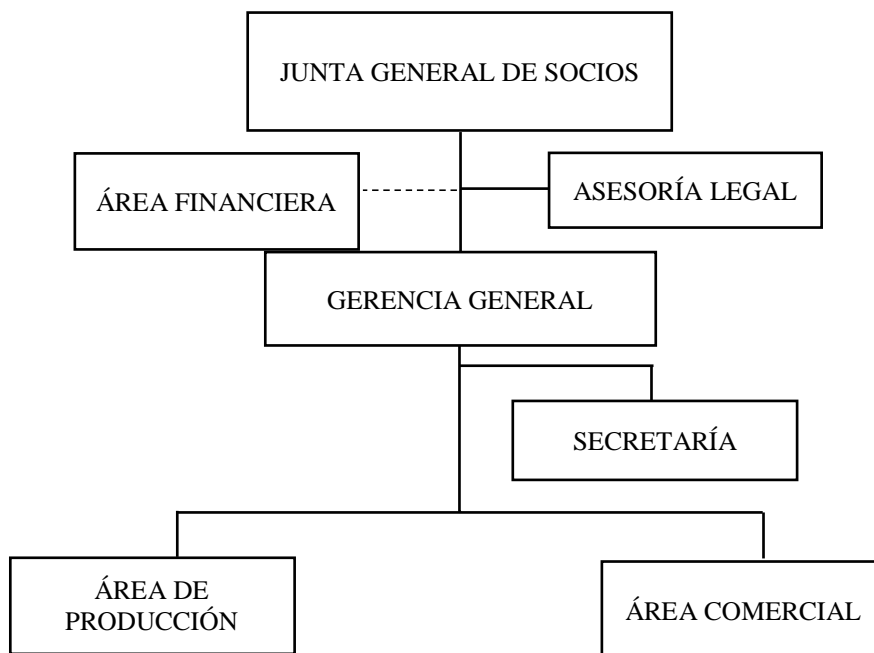 JUNTA GENERAL DE SOCIOS
ÁREA FINANCIERA
ASESORÍA LEGAL
GERENCIA GENERAL
SECRETARÍA
ÁREA DE
PRODUCCIÓN
ÁREA COMERCIAL